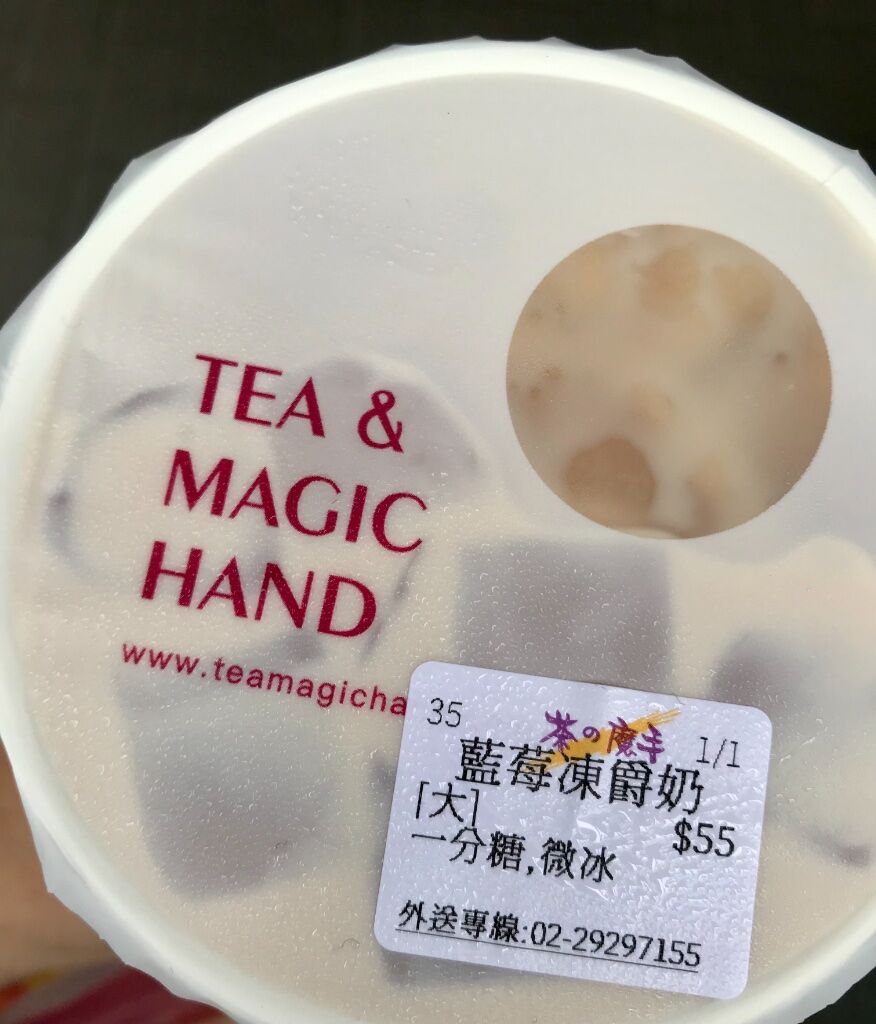 TEA &
MAGIC
HAND
www.teamagicha
35
茶の魔手
1/1
藍莓凍爵奶
[大]
$55
一分糖,微冰
外送專線:02-29297155